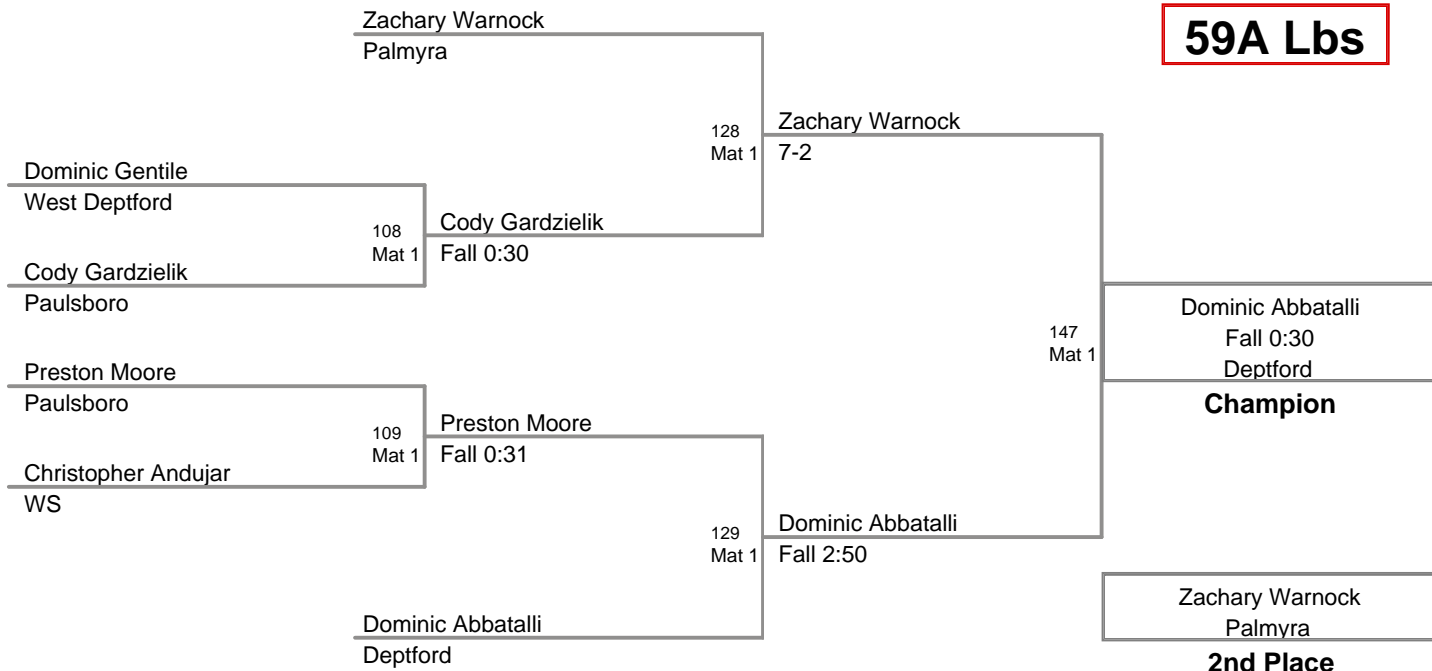 Zachary Warnock
Palmyra
59A Lbs
128
Mat 1
Zachary Warnock
7-2
Dominic Gentile
West Deptford
108
Mat 1
Cody Gardzielik
Fall 0:30
Cody Gardzielik
Paulsboro
Dominic Abbatalli
Fall 0:30
Deptford
Champion
147
Mat 1
Preston Moore
Paulsboro
109
Mat 1
Preston Moore
Fall 0:31
Christopher Andujar
WS
129
Mat 1
Dominic Abbatalli
Fall 2:50
Dominic Abbatalli
Deptford
Zachary Warnock
Palmyra
2nd Place